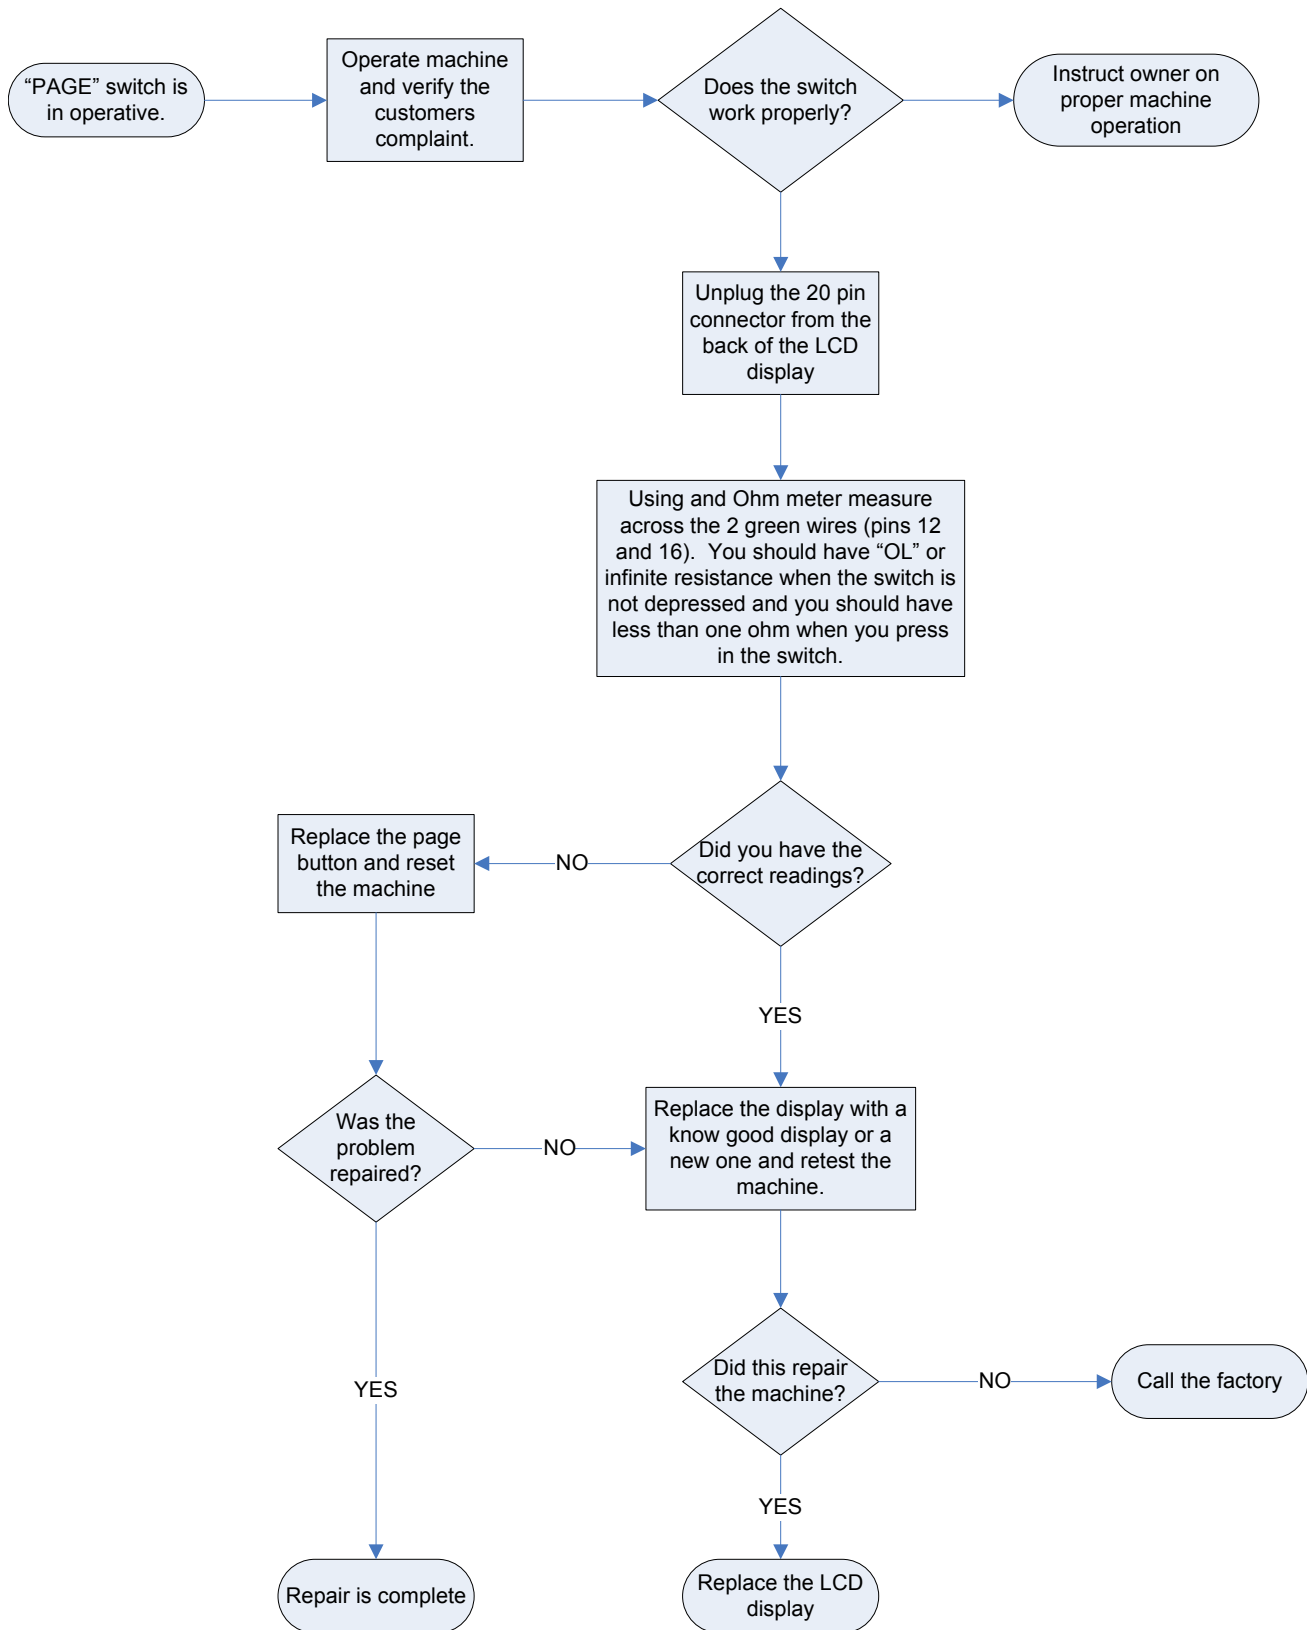 “PAGE” switch is
in operative.
Operate machine
and verify the
customers
complaint.
Does the switch
work properly?
Instruct owner on
proper machine
operation
Unplug the 20 pin
connector from the
back of the LCD
display
Using and Ohm meter measure
across the 2 green wires (pins 12
and 16).  You should have “OL” or
infinite resistance when the switch is
not depressed and you should have
less than one ohm when you press
in the switch.
Did you have the
correct readings?
NO
Replace the page
button and reset
the machine
YES
Was the
problem
repaired?
NO
Replace the display with a
know good display or a
new one and retest the
machine.
Did this repair
the machine?
NO
Call the factory
YES
YES
Repair is complete
Replace the LCD
display